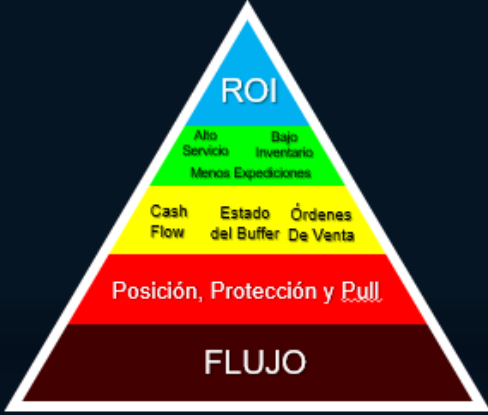 ROI
Alto Bajo
Servicio Inventario
Menos Expediciones
Cash Estado Órdenes
Flow del Buffer De Venta
Posición, Protección y Pull
FLUJO